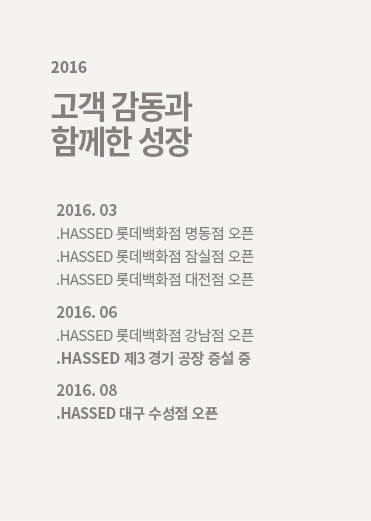 2016
고객 감동과
함께한 성장
2016. 03
.HASSED 롯데백화점 명동점 오픈
.HASSED 롯데백화점 잠실점 오픈
.HASSED 롯데백화점 대전점 오픈
2016. 06
.HASSED 롯데백화점 강남점 오픈
.HASSED 제3 경기 공장 증설 중
2016. 08
.HASSED 대구 수성점 오픈